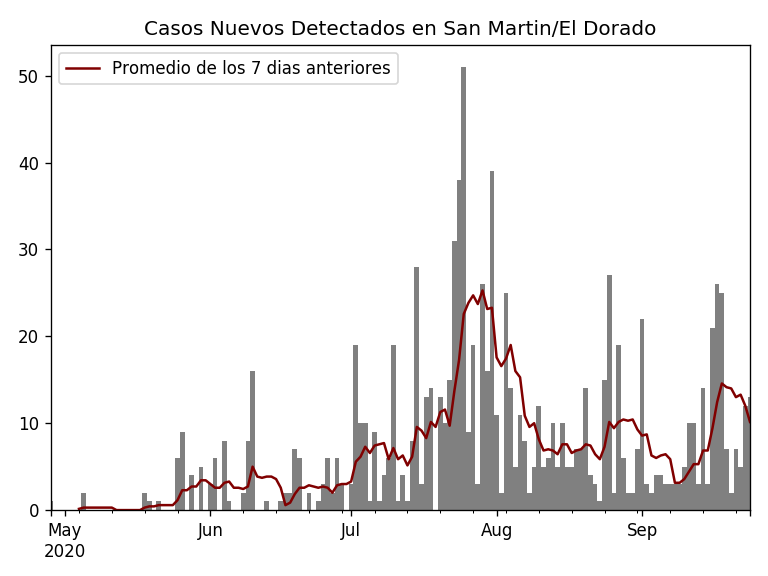 Casos Nuevos Detectados en San Martin/El Dorado
Promedio de los 7 dias anteriores
50
40
30
20
10
0
May Jun Jul Aug Sep
2020